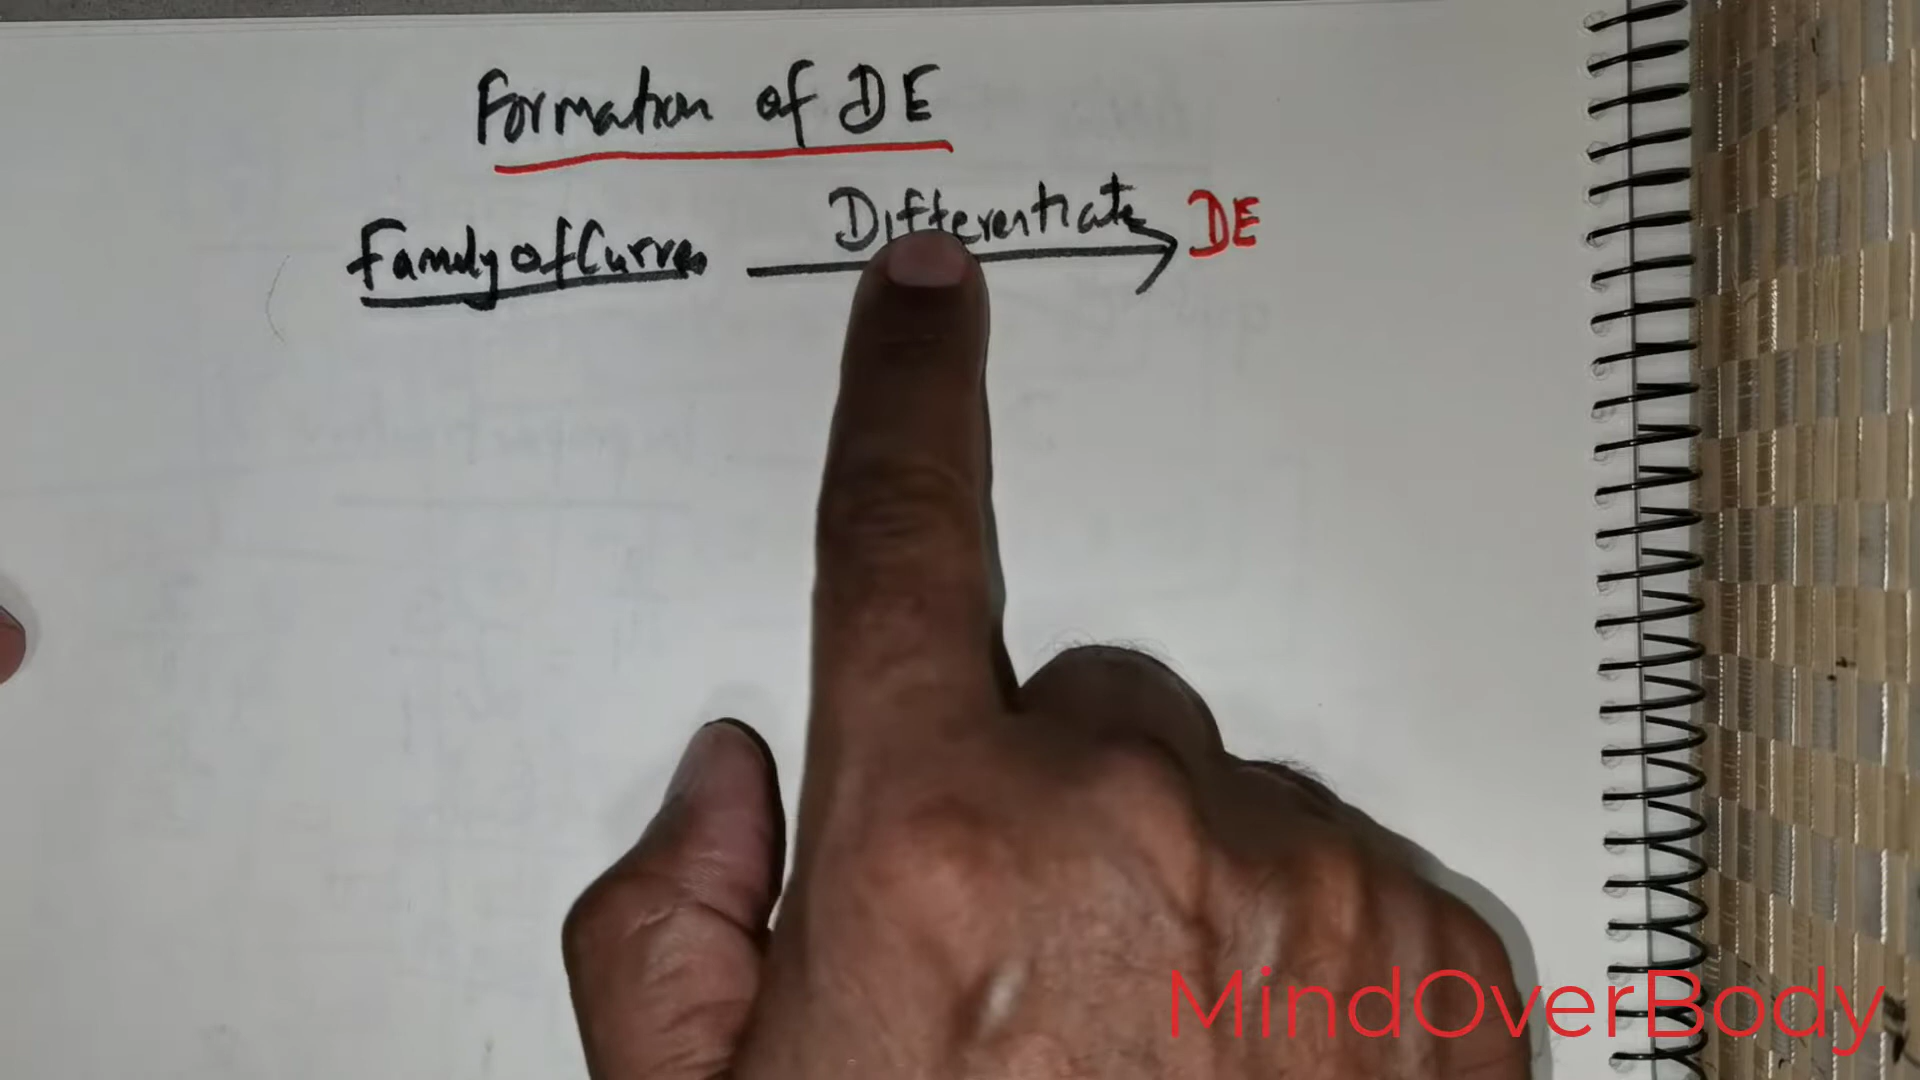 Formation of DE
Family of Curves Differentiate DE
MindOverBody